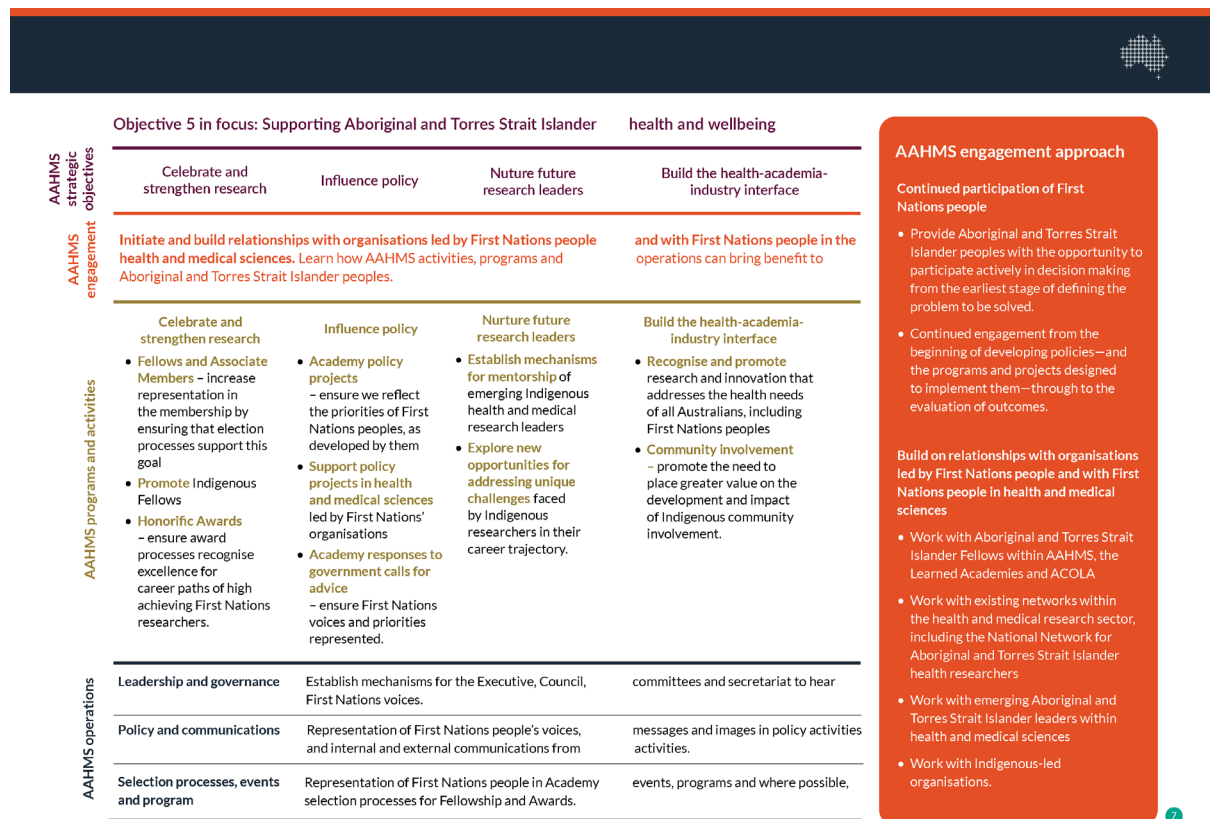 Objective 5 in focus: Supporting Aboriginal and Torres Strait Islander health and wellbeing
AAHMS
strategic
objectives
Celebrate and
strengthen research
Influence policy
Nuture future
research leaders
Build the health-academia-
industry interface
AAHMS
engagement
Initiate and build relationships with organisations led by First Nations people and with First Nations people in the
health and medical sciences. Learn how AAHMS activities, programs and operations can bring benefit to
Aboriginal and Torres Strait Islander peoples.
AAHMS programs and activities
Celebrate and
strengthen research
• Fellows and Associate
Members – increase
representation in
the membership by
ensuring that election
processes support this
goal
• Promote Indigenous
Fellows
• Honorific Awards
– ensure award
processes recognise
excellence for
career paths of high
achieving First Nations
researchers.
Influence policy
• Academy policy
projects
– ensure we reflect
the priorities of First
Nations peoples, as
developed by them
• Support policy
projects in health
and medical sciences
led by First Nations’
organisations
• Academy responses to
government calls for
advice
– ensure First Nations
voices and priorities
represented.
Nurture future
research leaders
• Establish mechanisms
for mentorship of
emerging Indigenous
health and medical
research leaders
• Explore new
opportunities for
addressing unique
challenges faced
by Indigenous
researchers in their
career trajectory.
Build the health-academia-
industry interface
• Recognise and promote
research and innovation that
addresses the health needs
of all Australians, including
First Nations peoples
• Community involvement
– promote the need to
place greater value on the
development and impact
of Indigenous community
involvement.
AAHMS operations
Leadership and governance
Establish mechanisms for the Executive, Council, committees and secretariat to hear
First Nations voices.
Policy and communications
Representation of First Nations people’s voices, messages and images in policy activities
and internal and external communications from activities.
Selection processes, events
and program
Representation of First Nations people in Academy events, programs and where possible,
selection processes for Fellowship and Awards.
AAHMS engagement approach
Continued participation of First
Nations people
• Provide Aboriginal and Torres Strait
Islander peoples with the opportunity to
participate actively in decision making
from the earliest stage of defining the
problem to be solved.
• Continued engagement from the
beginning of developing policies—and
the programs and projects designed
to implement them—through to the
evaluation of outcomes.
Build on relationships with organisations
led by First Nations people and with First
Nations people in health and medical
sciences
• Work with Aboriginal and Torres Strait
Islander Fellows within AAHMS, the
Learned Academies and ACOLA
• Work with existing networks within
the health and medical research sector,
including the National Network for
Aboriginal and Torres Strait Islander
health researchers
• Work with emerging Aboriginal and
Torres Strait Islander leaders within
health and medical sciences
• Work with Indigenous-led
organisations.
7